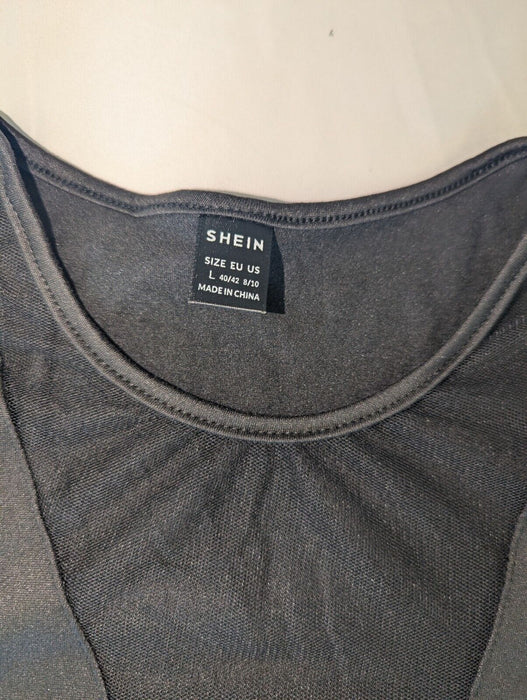 SHEIN
SIZE EU US
L 40/42 8/10
MADE IN CHINA